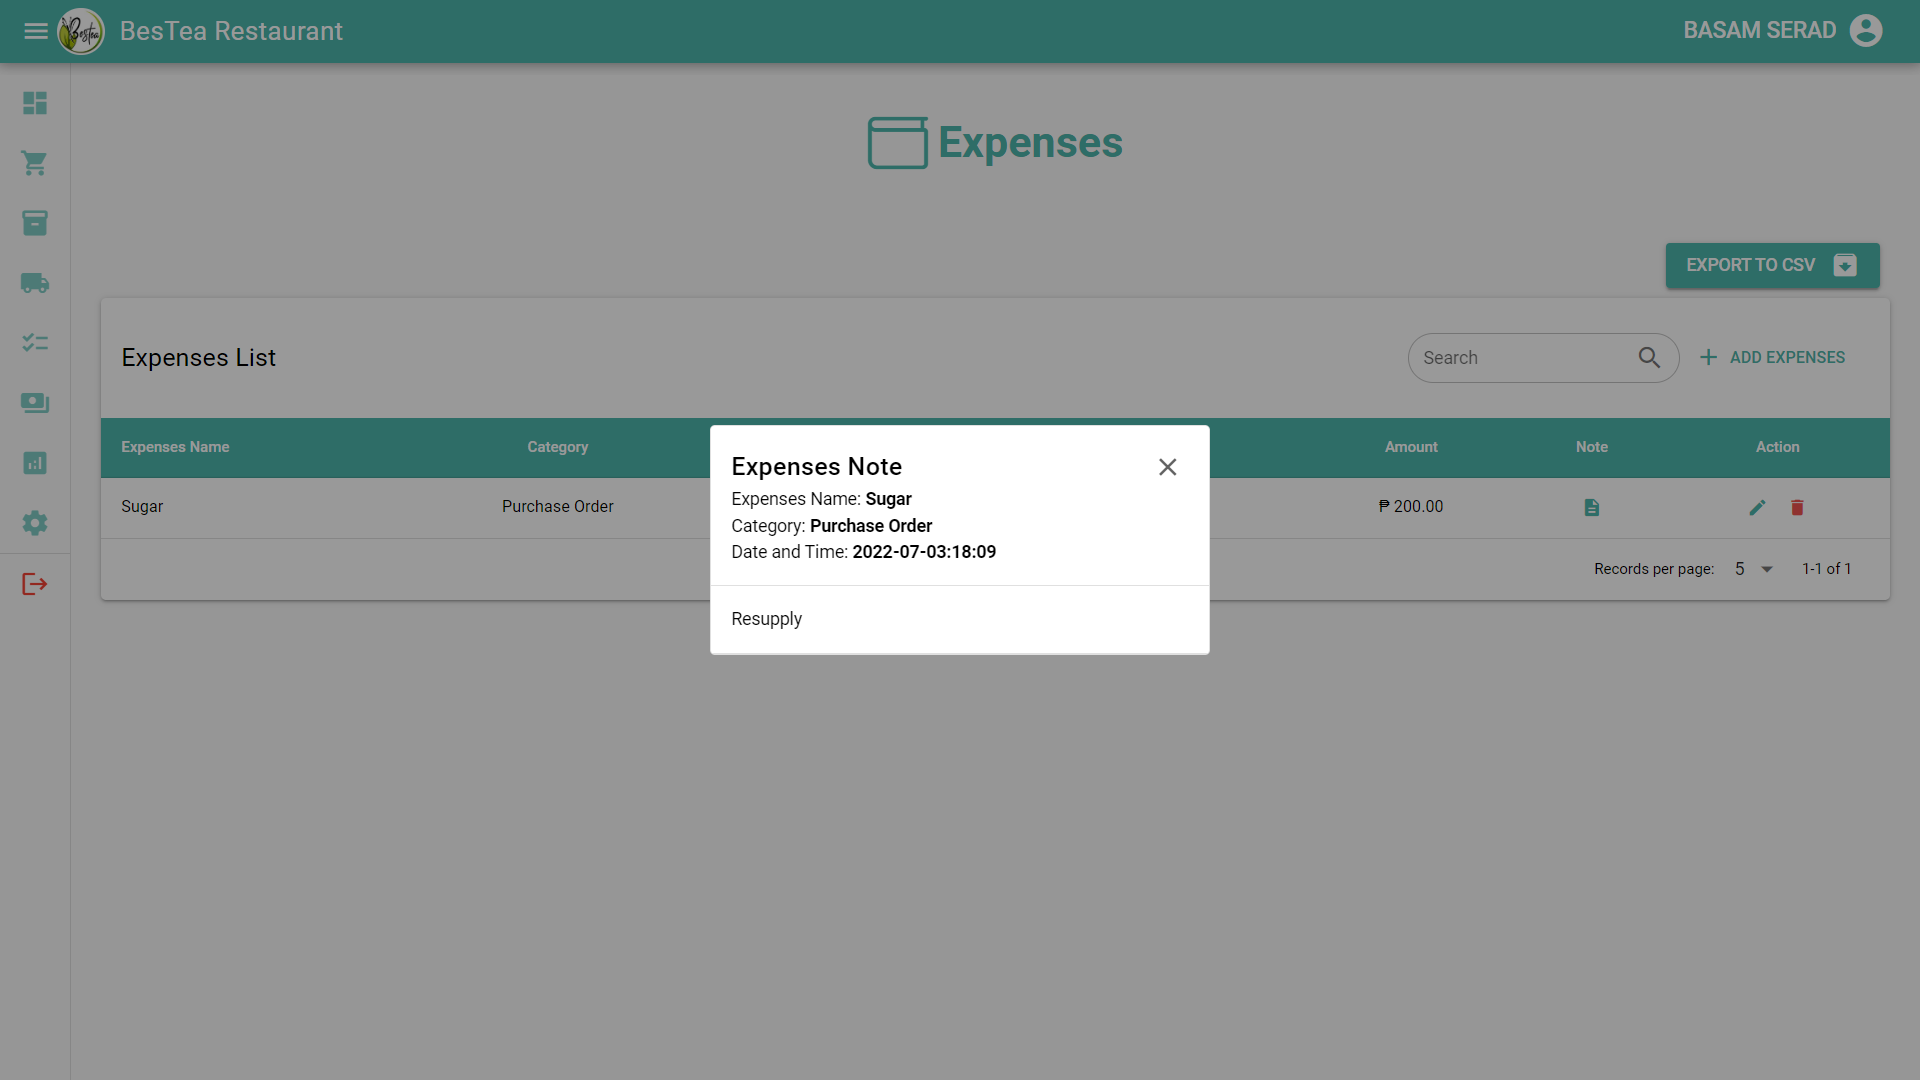 Bestea
BesTea Restaurant
BASAM SERAD
Expenses
EXPORT TO CSV
Expenses List
Search
ADD EXPENSES
Expenses Name Category Amount Note Action
Sugar Purchase Order ₱ 200.00
Records per page: 5 1-1 of 1
Expenses Note
Expenses Name: Sugar
Category: Purchase Order
Date and Time: 2022-07-03:18:09
Resupply